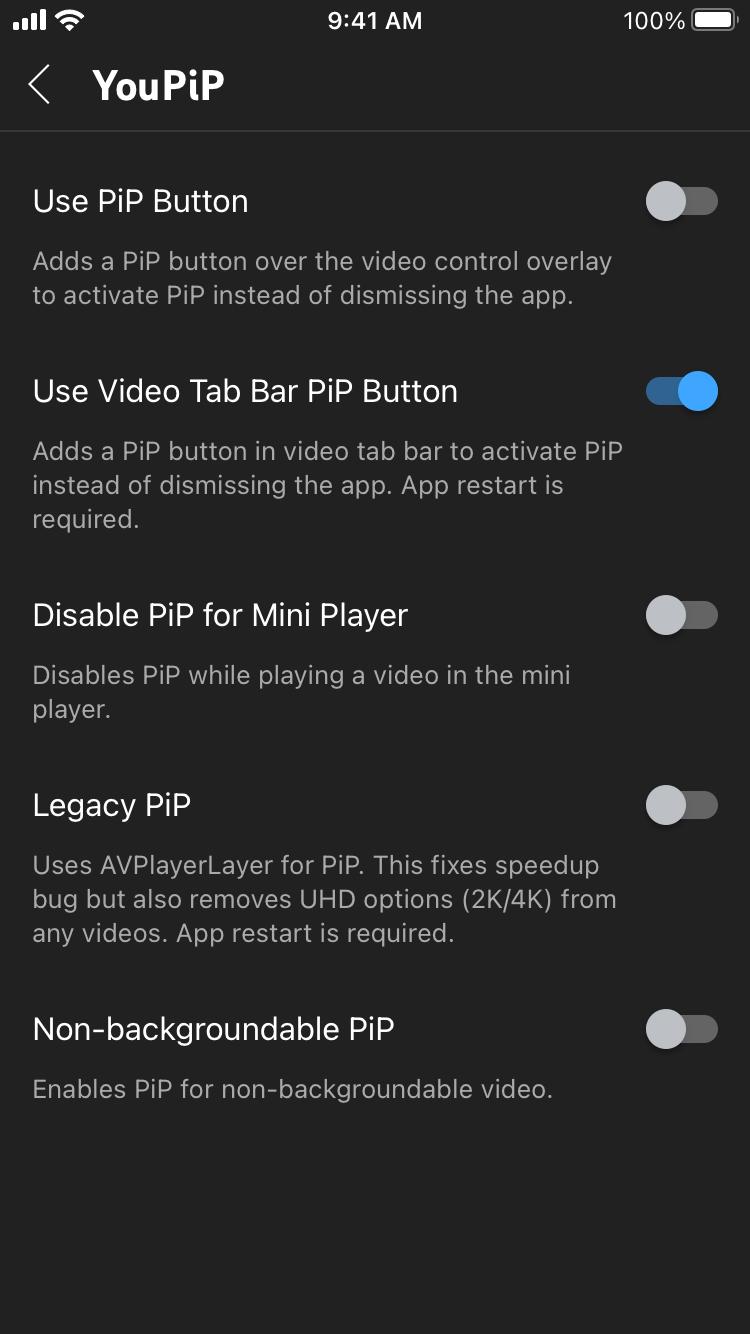 9:41 AM
100%
YouPiP
Use PiP Button
Adds a PiP button over the video control overlay
to activate PiP instead of dismissing the app.
Use Video Tab Bar PiP Button
Adds a PiP button in video tab bar to activate PiP
instead of dismissing the app. App restart is
required.
Disable PiP for Mini Player
Disables PiP while playing a video in the mini
player.
Legacy PiP
Uses AVPlayerLayer for PiP. This fixes speedup
bug but also removes UHD options (2K/4K) from
any videos. App restart is required.
Non-backgroundable PiP
Enables PiP for non-backgroundable video.